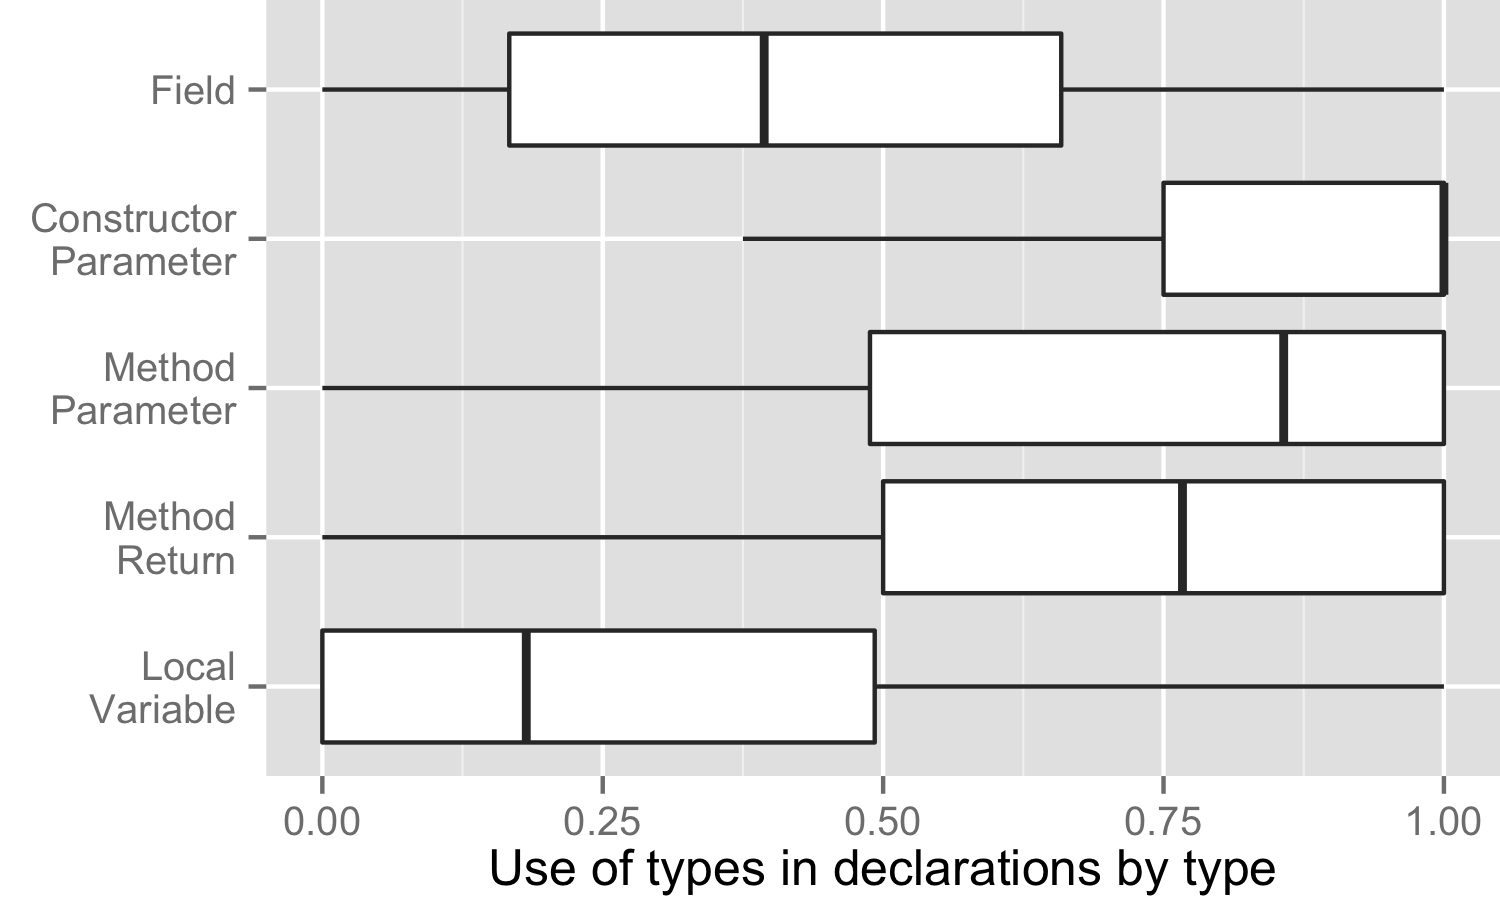 Field
Constructor
Parameter
Method
Parameter
Method
Return
Local
Variable
0.00 0.25 0.50 0.75 1.00
Use of types in declarations by type